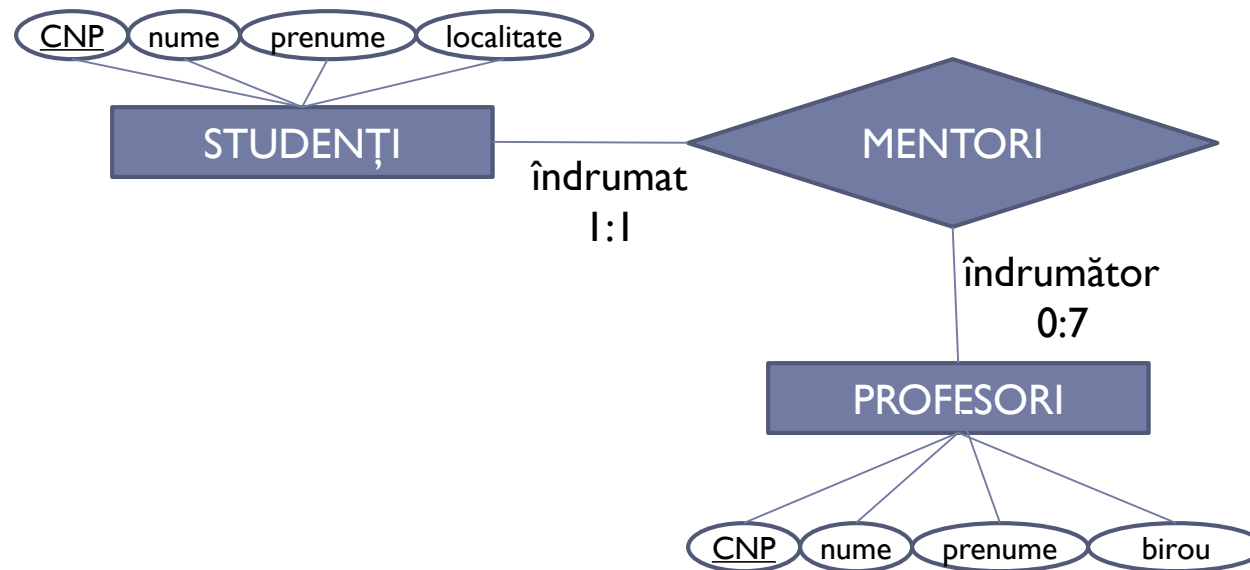 CNP nume prenume localitate
STUDENȚI
MENTORI
îndrumat
1:1
îndrumător
0:7
PROFESORI
CNP nume prenume birou